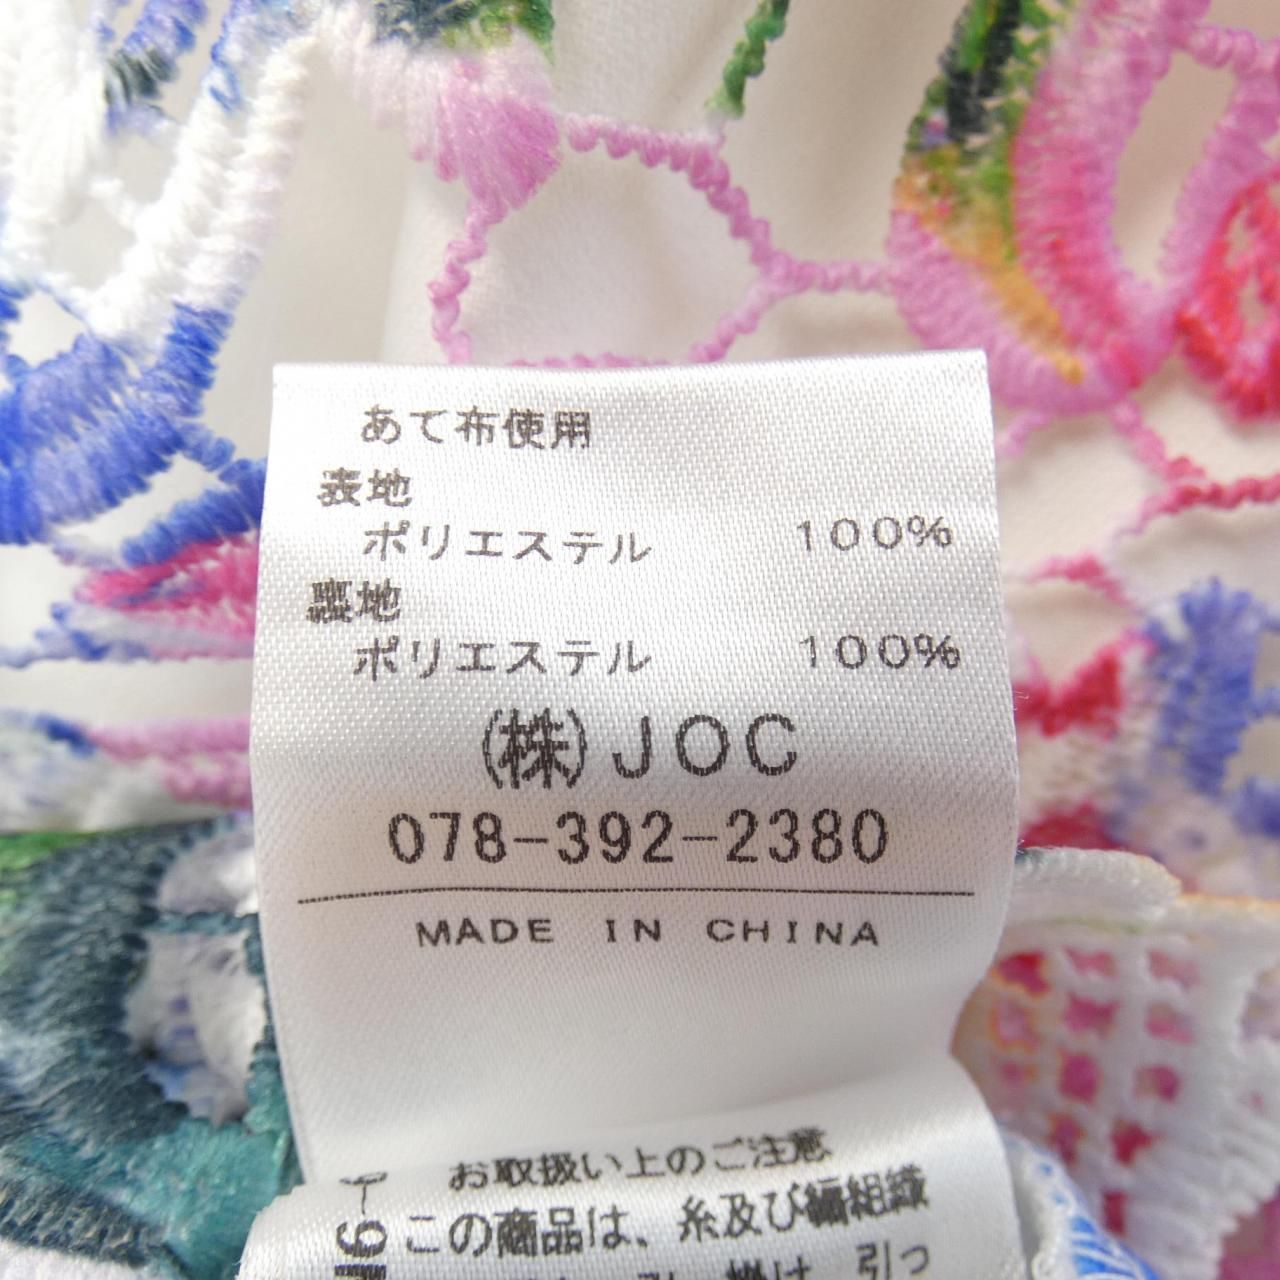 あて布使用
表地
ポリエステル 100%
裏地
ポリエステル 100%
(株)JOC
078-392-2380
MADE IN CHINA
お取扱い上のご注意
この商品は、糸及び編組織
引っ